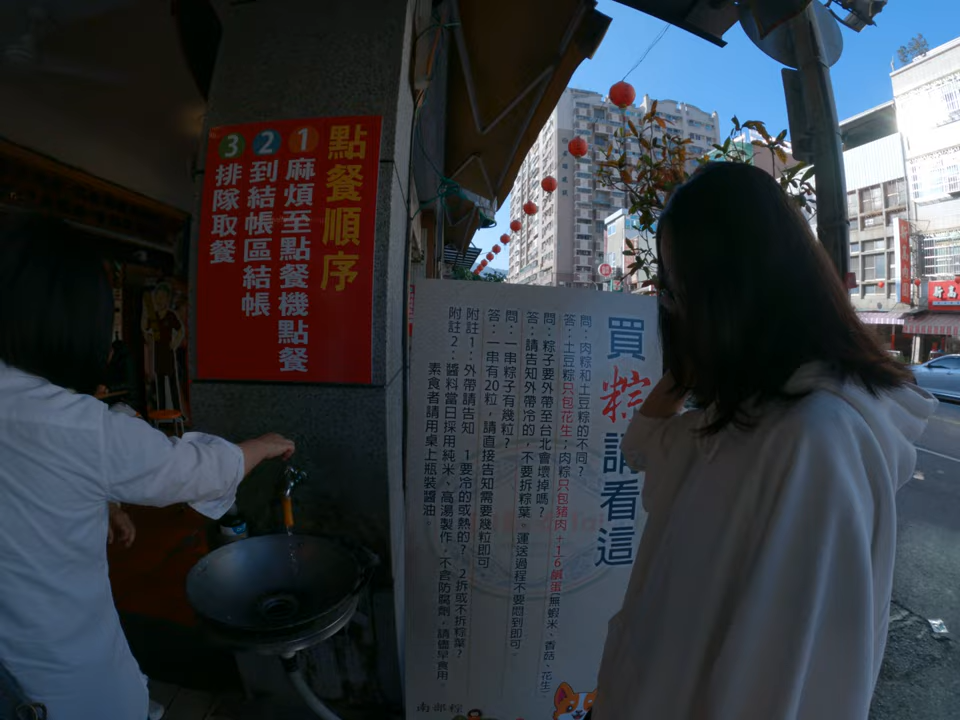 點餐順序
1 麻煩至點餐機點餐
2 到結帳區結帳
3 排隊取餐
買粽請看這
問：肉粽和土豆粽的不同？
答：土豆粽只包花生；肉粽只包豬肉+1/6鹹蛋(無蝦米、香菇、花生)。
問：粽子要外帶至台北會壞掉嗎？
答：請告知外帶冷的，不要拆粽葉。運送過程不要悶到即可。
問：一串粽子有幾粒？
答：一串有20粒，請直接告知需要幾粒即可。
附註1：外帶請告知 1要冷的或熱的？ 2拆或不拆粽葉？
附註2：醬料當日採用純米、高湯製作，不含防腐劑，請儘早食用。
素食者請用桌上瓶裝醬油。
南部粽